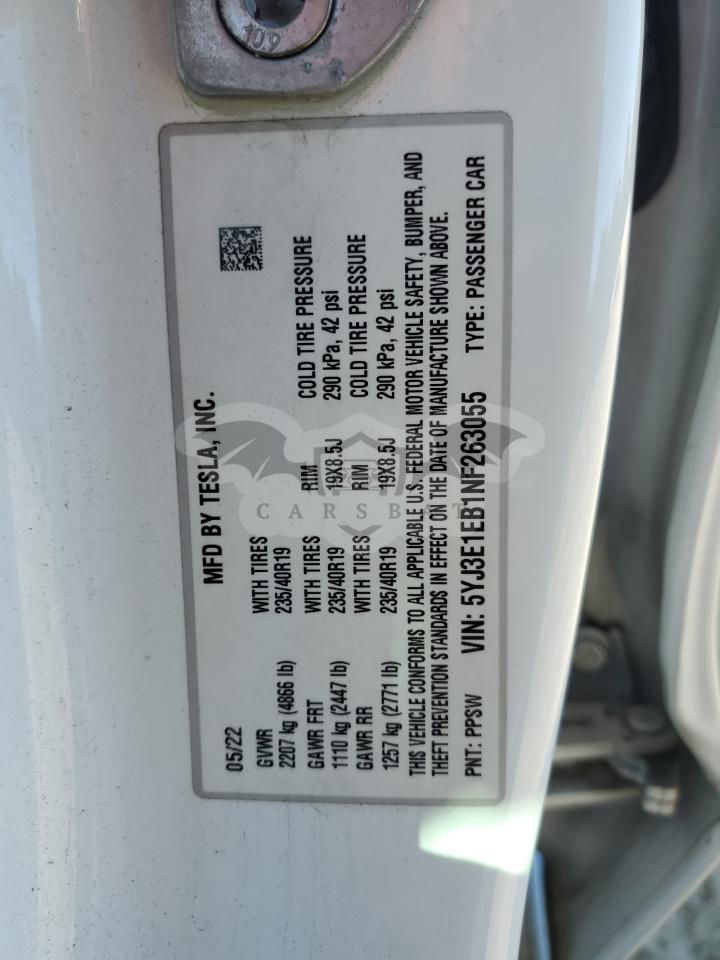 10.9
MFD BY TESLA, INC.
05/22
GVWR WITH TIRES
2207 kg (4866 lb) 235/40R19
GAWR FRT WITH TIRES RIM COLD TIRE PRESSURE
1110 kg (2447 lb) 235/40R19 19X8.5J 290 kPa, 42 psi
GAWR RR WITH TIRES RIM COLD TIRE PRESSURE
1257 kg (2771 lb) 235/40R19 19X8.5J 290 kPa, 42 psi
THIS VEHICLE CONFORMS TO ALL APPLICABLE U.S. FEDERAL MOTOR VEHICLE SAFETY, BUMPER, AND
THEFT PREVENTION STANDARDS IN EFFECT ON THE DATE OF MANUFACTURE SHOWN ABOVE.
PNT: PPSW VIN: 5YJ3E1EB1NF263055 TYPE: PASSENGER CAR
CARSBAT